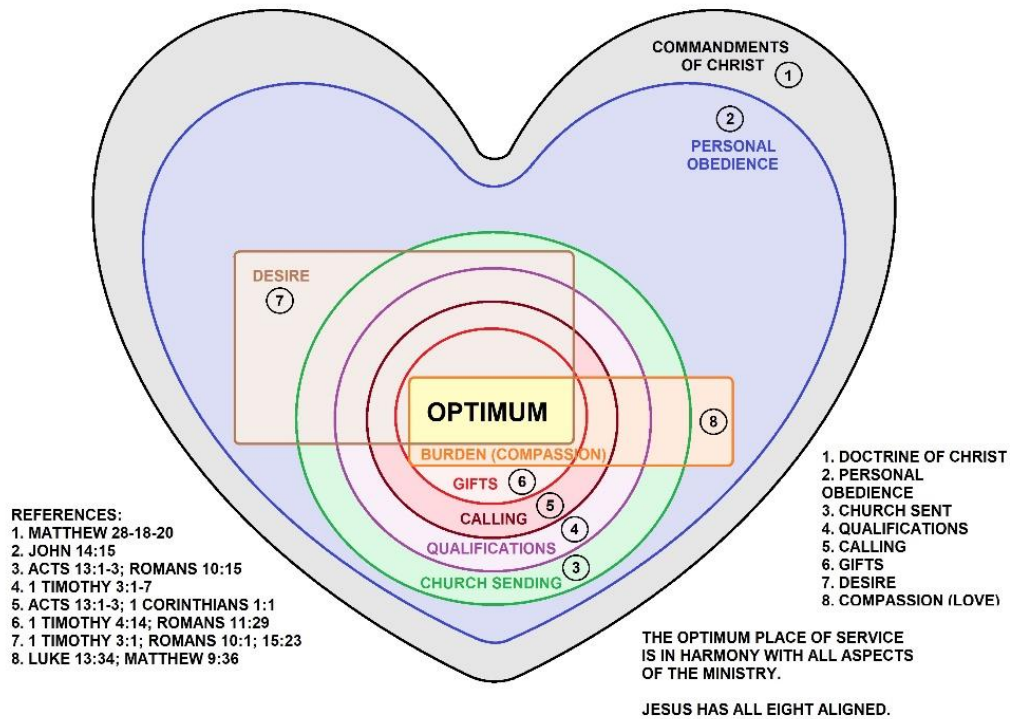 COMMANDMENTS
OF CHRIST
1
2
PERSONAL
OBEDIENCE
DESIRE
7
OPTIMUM
8
BURDEN (COMPASSION)
GIFTS 6
5
CALLING
4
QUALIFICATIONS
3
CHURCH SENDING
REFERENCES:
1. MATTHEW 28-18-20
2. JOHN 14:15
3. ACTS 13:1-3; ROMANS 10:15
4. 1 TIMOTHY 3:1-7
5. ACTS 13:1-3; 1 CORINTHIANS 1:1
6. 1 TIMOTHY 4:14; ROMANS 11:29
7. 1 TIMOTHY 3:1; ROMANS 10:1; 15:23
8. LUKE 13:34; MATTHEW 9:36
1. DOCTRINE OF CHRIST
2. PERSONAL
OBEDIENCE
3. CHURCH SENT
4. QUALIFICATIONS
5. CALLING
6. GIFTS
7. DESIRE
8. COMPASSION (LOVE)
THE OPTIMUM PLACE OF SERVICE
IS IN HARMONY WITH ALL ASPECTS
OF THE MINISTRY.
JESUS HAS ALL EIGHT ALIGNED.